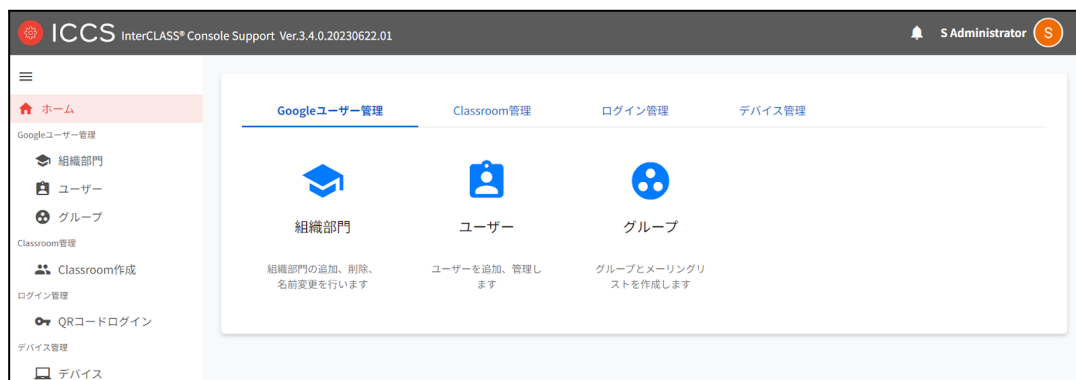 ICCS InterCLASS® Console Support Ver.3.4.0.20230622.01
S Administrator S
ホーム
Googleユーザー管理
組織部門
ユーザー
グループ
Classroom管理
Classroom作成
ログイン管理
QRコードログイン
デバイス管理
デバイス
Googleユーザー管理 Classroom管理 ログイン管理 デバイス管理
組織部門
組織部門の追加、削除、
名前変更を行います
ユーザー
ユーザーを追加、管理し
ます
グループ
グループとメーリングリ
ストを作成します